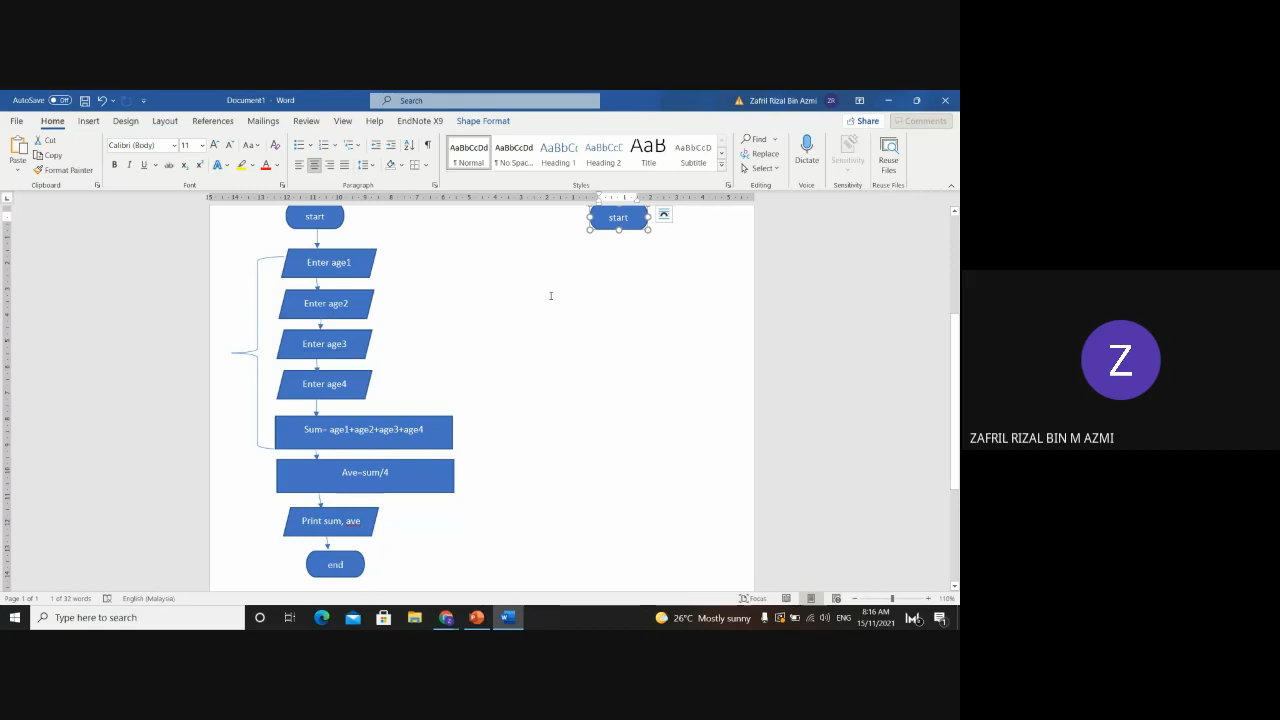 AutoSave Off
Document1 - Word
Search
Zafril Rizal Bin Azmi
ZR
File Home Insert Design Layout References Mailings Review View Help EndNote X9 Shape Format
Share
Comments
Paste
Cut
Copy
Format Painter
Clipboard
Calibri (Body) 11
Font
Paragraph
AaBbCcDd
¶ Normal
AaBbCcDd
¶ No Spac...
AaBbCc
Heading 1
AaBbCcC
Heading 2
AaB
Title
AaBbCcD
Subtitle
Styles
Find
Replace
Select
Editing
Dictate
Voice
Sensitivity
Sensitivity
Reuse
Files
Reuse Files
start
start
Enter age1
Enter age2
Enter age3
Enter age4
Sum= age1+age2+age3+age4
Ave=sum/4
Print sum, ave
end
Z
ZAFRIL RIZAL BIN M AZMI
Page 1 of 1
1 of 32 words
English (Malaysia)
Focus
110%
Type here to search
26°C Mostly sunny
ENG
8:16 AM
15/11/2021